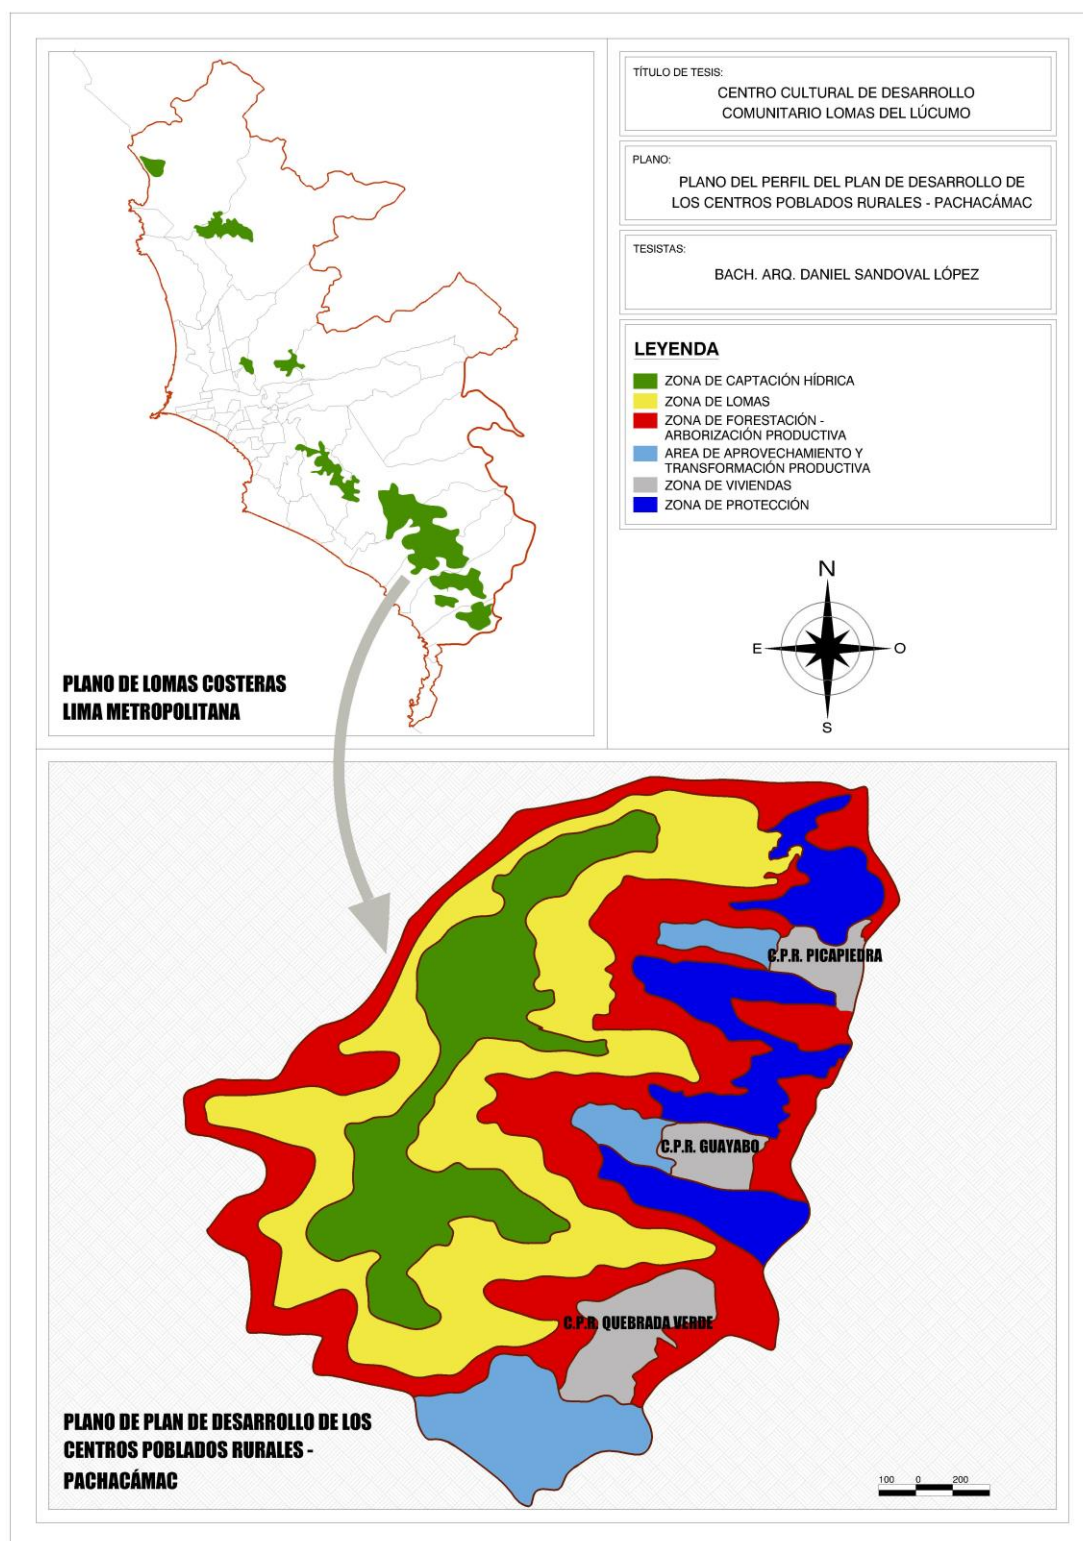 TÍTULO DE TESIS:
CENTRO CULTURAL DE DESARROLLO
COMUNITARIO LOMAS DEL LÚCUMO
PLANO:
PLANO DEL PERFIL DEL PLAN DE DESARROLLO DE
LOS CENTROS POBLADOS RURALES - PACHACÁMAC
TESISTAS:
BACH. ARQ. DANIEL SANDOVAL LÓPEZ
LEYENDA
ZONA DE CAPTACIÓN HÍDRICA
ZONA DE LOMAS
ZONA DE FORESTACIÓN -
ARBORIZACIÓN PRODUCTIVA
AREA DE APROVECHAMIENTO Y
TRANSFORMACIÓN PRODUCTIVA
ZONA DE VIVIENDAS
ZONA DE PROTECCIÓN
N
E
O
S
PLANO DE LOMAS COSTERAS
LIMA METROPOLITANA
C.P.R. PICAPIEDRA
C.P.R. GUAYABO
C.P.R. QUEBRADA VERDE
PLANO DE PLAN DE DESARROLLO DE LOS
CENTROS POBLADOS RURALES -
PACHACÁMAC
100 0 200